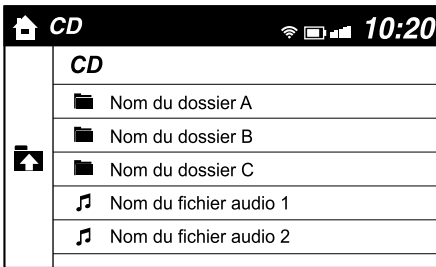 CD
10:20
CD
Nom du dossier A
Nom du dossier B
Nom du dossier C
Nom du fichier audio 1
Nom du fichier audio 2